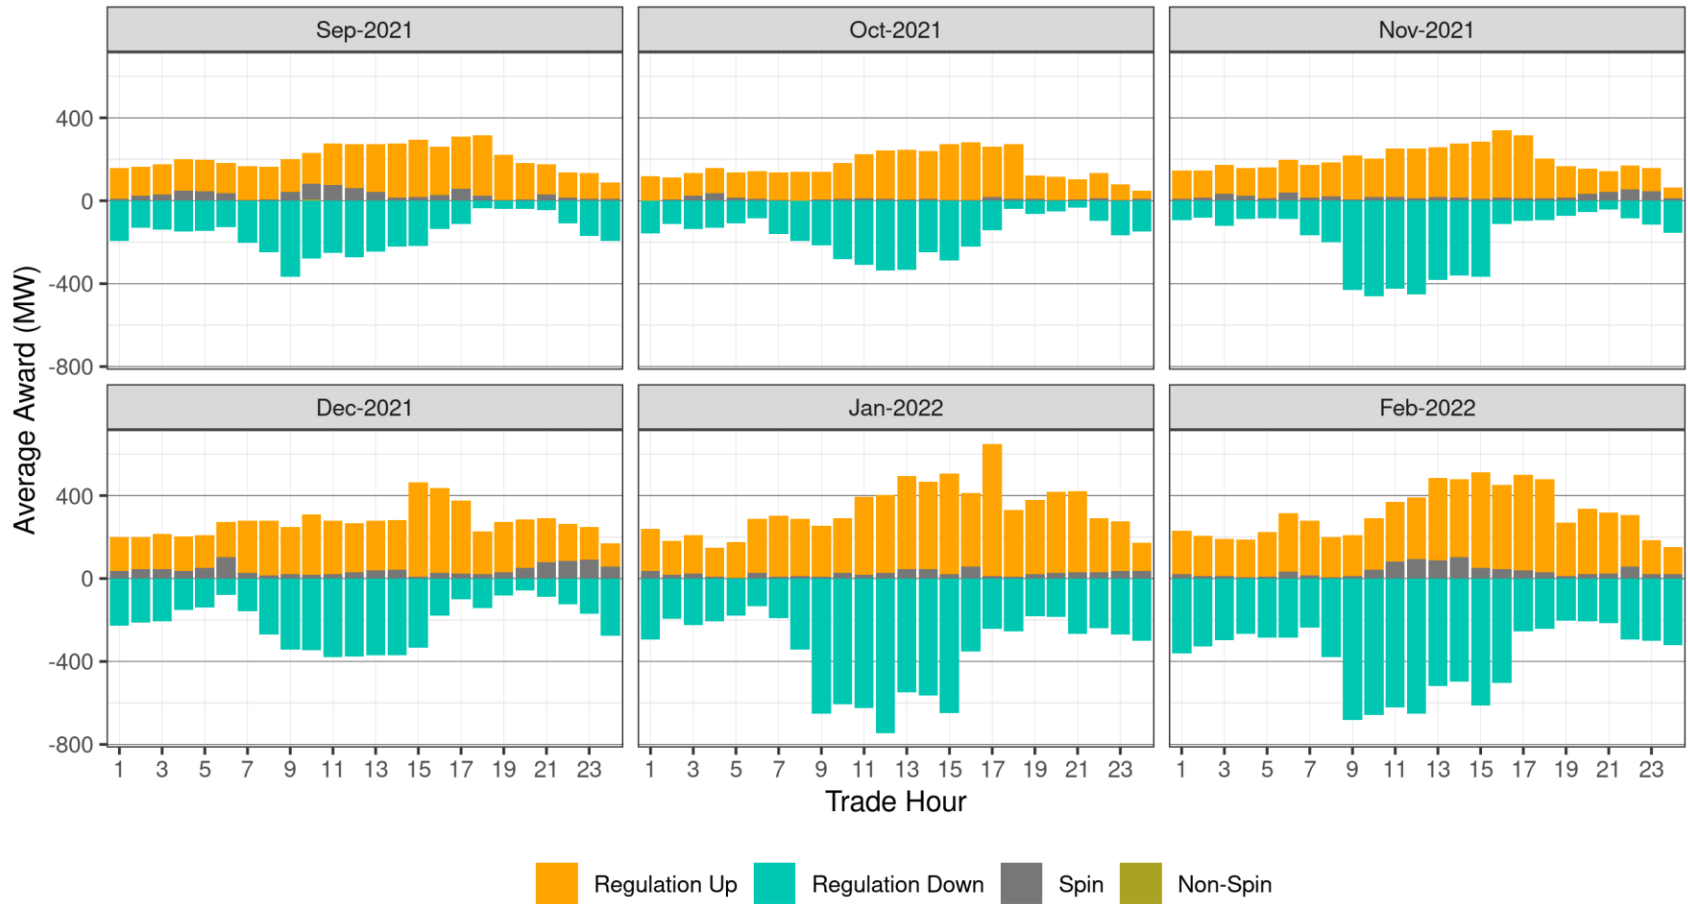 Sep-2021 Oct-2021 Nov-2021
400
0
-400
-800
Dec-2021 Jan-2022 Feb-2022
400
0
-400
-800
1 3 5 7 9 11 13 15 17 19 21 23 1 3 5 7 9 11 13 15 17 19 21 23 1 3 5 7 9 11 13 15 17 19 21 23
Average Award (MW)
Trade Hour
Regulation Up Regulation Down Spin Non-Spin